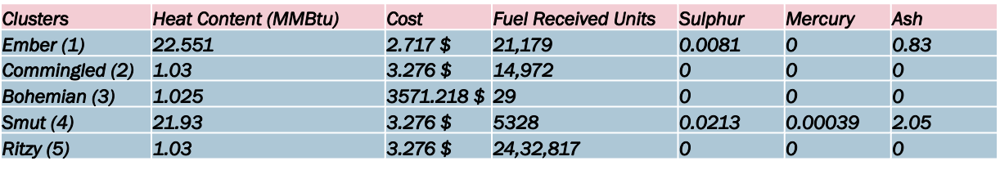 Clusters Heat Content (MMBtu) Cost Fuel Received Units Sulphur Mercury Ash
Ember (1) 22.551 2.717 $ 21,179 0.0081 0 0.83
Commingled (2) 1.03 3.276 $ 14,972 0 0 0
Bohemian (3) 1.025 3571.218 $ 29 0 0 0
Smut (4) 21.93 3.276 $ 5328 0.0213 0.00039 2.05
Ritzy (5) 1.03 3.276 $ 24,32,817 0 0 0